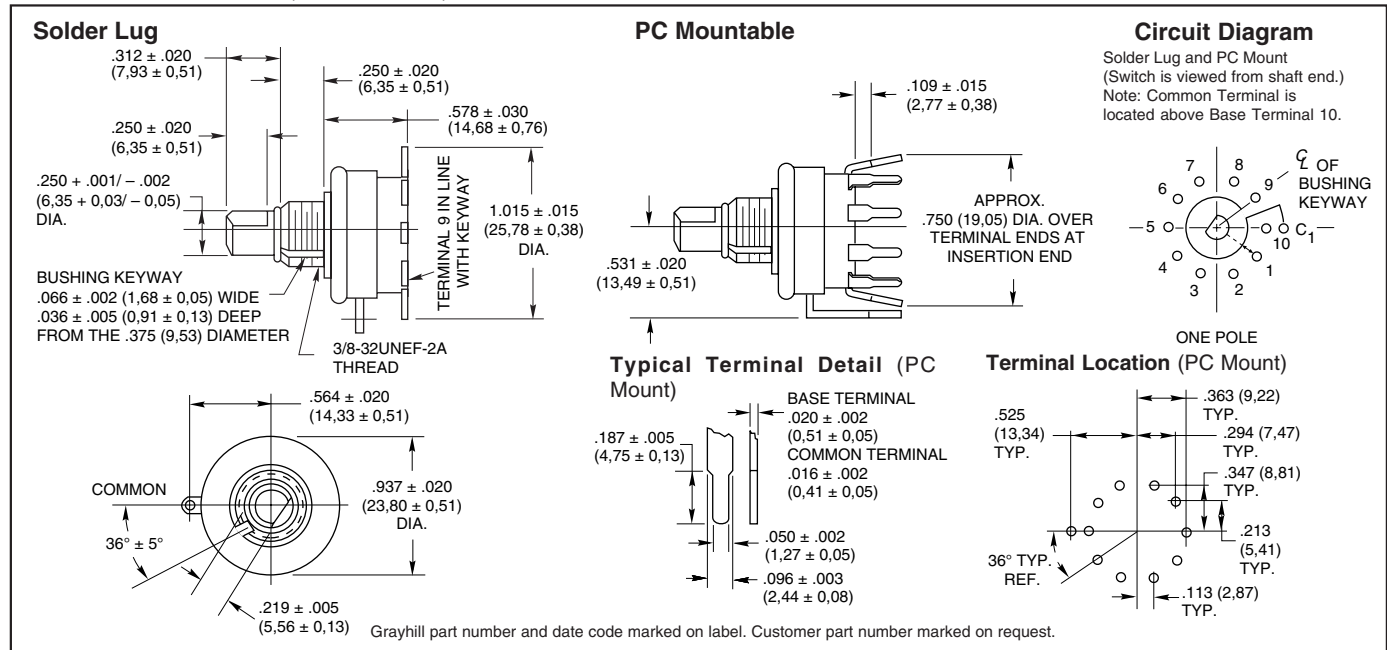 Solder Lug
.312 ± .020
(7,93 ± 0,51)
.250 ± .020
(6,35 ± 0,51)
.578 ± .030
(14,68 ± 0,76)
.250 ± .020
(6,35 ± 0,51)
.250 + .001/ – .002
(6,35 + 0,03/ – 0,05)
DIA.
1.015 ± .015
(25,78 ± 0,38)
DIA.
TERMINAL 9 IN LINE
WITH KEYWAY
BUSHING KEYWAY
.066 ± .002 (1,68 ± 0,05) WIDE
.036 ± .005 (0,91 ± 0,13) DEEP
FROM THE .375 (9,53) DIAMETER
3/8-32UNEF-2A
THREAD
.564 ± .020
(14,33 ± 0,51)
COMMON
.937 ± .020
(23,80 ± 0,51)
DIA.
36° ± 5°
.219 ± .005
(5,56 ± 0,13)
PC Mountable
.109 ± .015
(2,77 ± 0,38)
APPROX.
.750 (19,05) DIA. OVER
TERMINAL ENDS AT
INSERTION END
.531 ± .020
(13,49 ± 0,51)
Typical Terminal Detail (PC
Mount)
BASE TERMINAL
.020 ± .002
(0,51 ± 0,05)
COMMON TERMINAL
.016 ± .002
(0,41 ± 0,05)
.187 ± .005
(4,75 ± 0,13)
.050 ± .002
(1,27 ± 0,05)
.096 ± .003
(2,44 ± 0,08)
Circuit Diagram
Solder Lug and PC Mount
(Switch is viewed from shaft end.)
Note: Common Terminal is
located above Base Terminal 10.
7
8
℄ OF
BUSHING
KEYWAY
6
9
5
10
C1
4
1
3
2
ONE POLE
Terminal Location (PC Mount)
.363 (9,22)
TYP.
.525
(13,34)
TYP.
.294 (7,47)
TYP.
.347 (8,81)
TYP.
.213
(5,41)
TYP.
36° TYP.
REF.
.113 (2,87)
TYP.
Grayhill part number and date code marked on label. Customer part number marked on request.